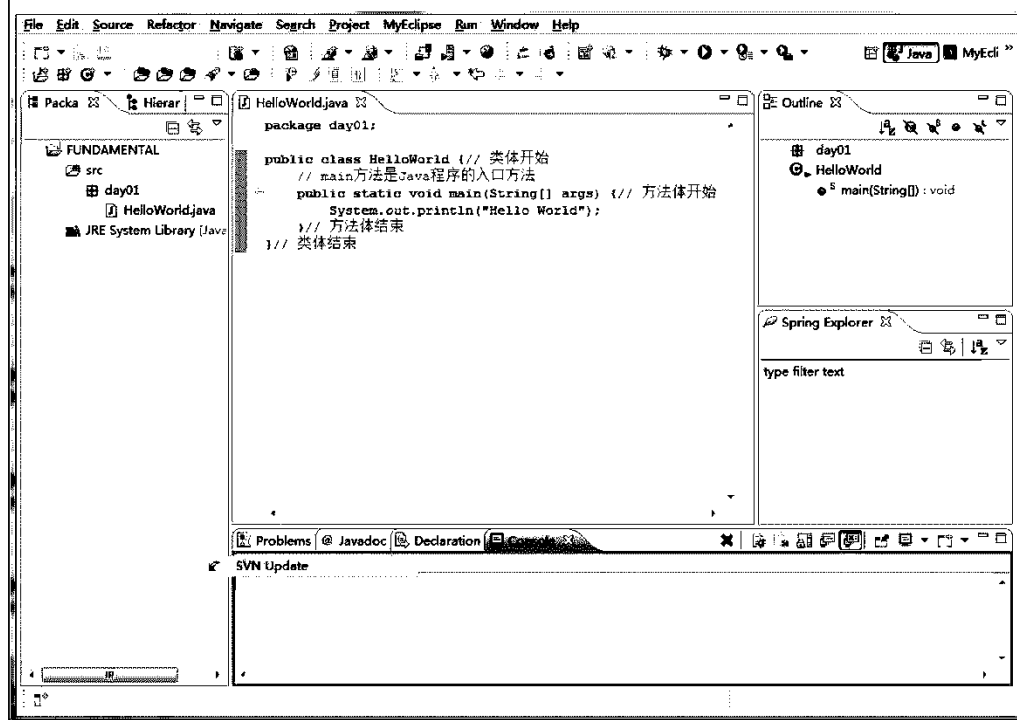 File Edit Source Refactor Navigate Search Project MyEclipse Run Window Help
Java MyEcli
Packa Hierar
FUNDAMENTAL
src
day01
HelloWorld.java
JRE System Library [Java
HelloWorld.java
package day01;
public class HelloWorld {// 类体开始
// main方法是Java程序的入口方法
public static void main(String[] args) {// 方法体开始
System.out.println("Hello World");
}// 方法体结束
}// 类体结束
Outline
day01
HelloWorld
main(String[]) : void
Spring Explorer
type filter text
Problems @ Javadoc Declaration Console
SVN Update